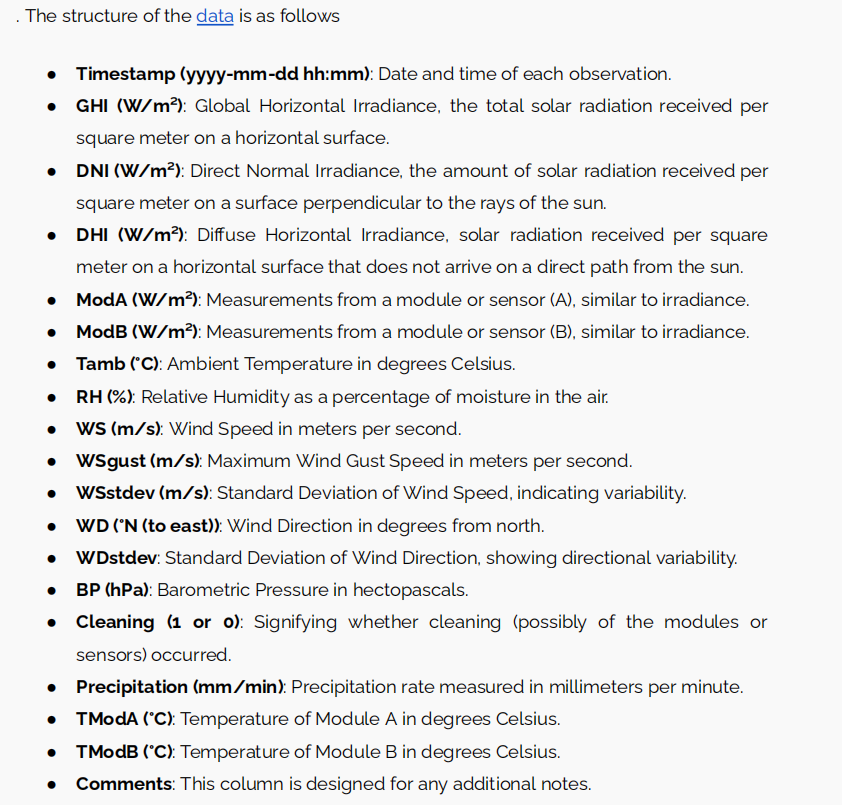 . The structure of the data is as follows
● Timestamp (yyyy-mm-dd hh:mm): Date and time of each observation.
● GHI (W/m²): Global Horizontal Irradiance, the total solar radiation received per
square meter on a horizontal surface.
● DNI (W/m²): Direct Normal Irradiance, the amount of solar radiation received per
square meter on a surface perpendicular to the rays of the sun.
● DHI (W/m²): Diffuse Horizontal Irradiance, solar radiation received per square
meter on a horizontal surface that does not arrive on a direct path from the sun.
● ModA (W/m²): Measurements from a module or sensor (A), similar to irradiance.
● ModB (W/m²): Measurements from a module or sensor (B), similar to irradiance.
● Tamb (°C): Ambient Temperature in degrees Celsius.
● RH (%): Relative Humidity as a percentage of moisture in the air.
● WS (m/s): Wind Speed in meters per second.
● WSgust (m/s): Maximum Wind Gust Speed in meters per second.
● WSstdev (m/s): Standard Deviation of Wind Speed, indicating variability.
● WD (°N (to east)): Wind Direction in degrees from north.
● WDstdev: Standard Deviation of Wind Direction, showing directional variability.
● BP (hPa): Barometric Pressure in hectopascals.
● Cleaning (1 or 0): Signifying whether cleaning (possibly of the modules or
sensors) occurred.
● Precipitation (mm/min): Precipitation rate measured in millimeters per minute.
● TModA (°C): Temperature of Module A in degrees Celsius.
● TModB (°C): Temperature of Module B in degrees Celsius.
● Comments: This column is designed for any additional notes.